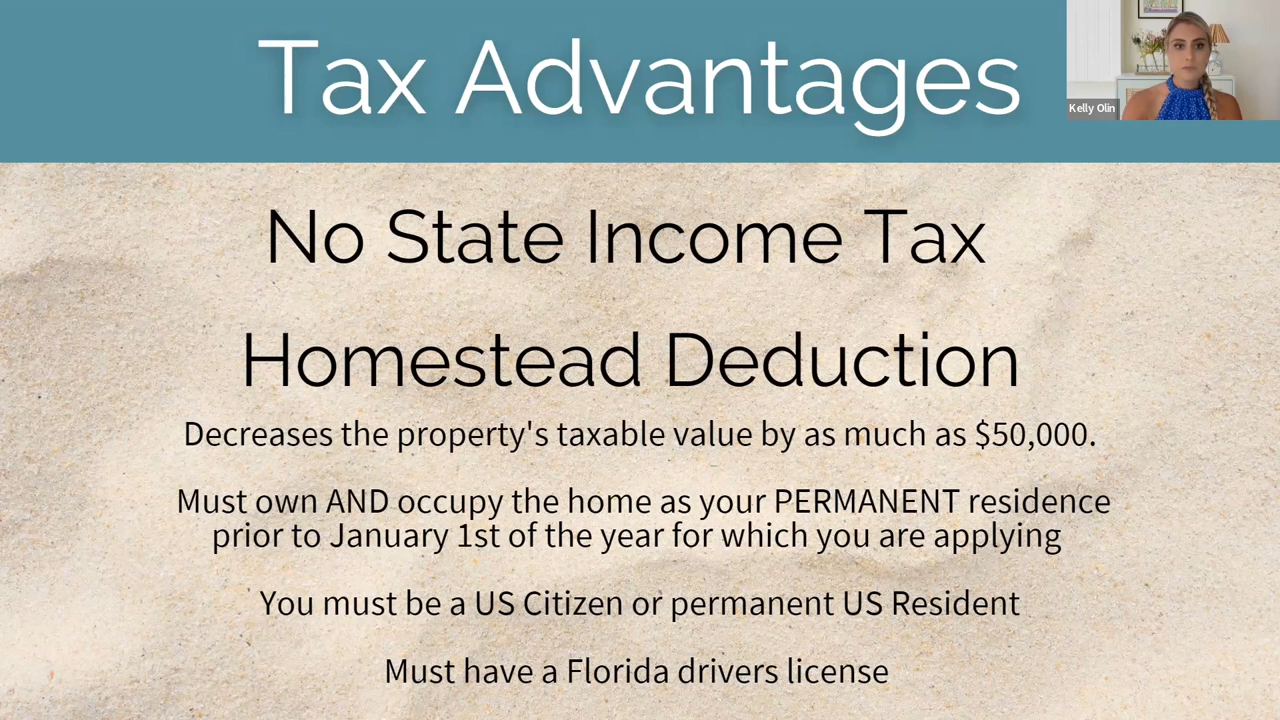 Tax Advantages
Kelly Olin
No State Income Tax
Homestead Deduction
Decreases the property's taxable value by as much as $50,000.
Must own AND occupy the home as your PERMANENT residence
prior to January 1st of the year for which you are applying
You must be a US Citizen or permanent US Resident
Must have a Florida drivers license